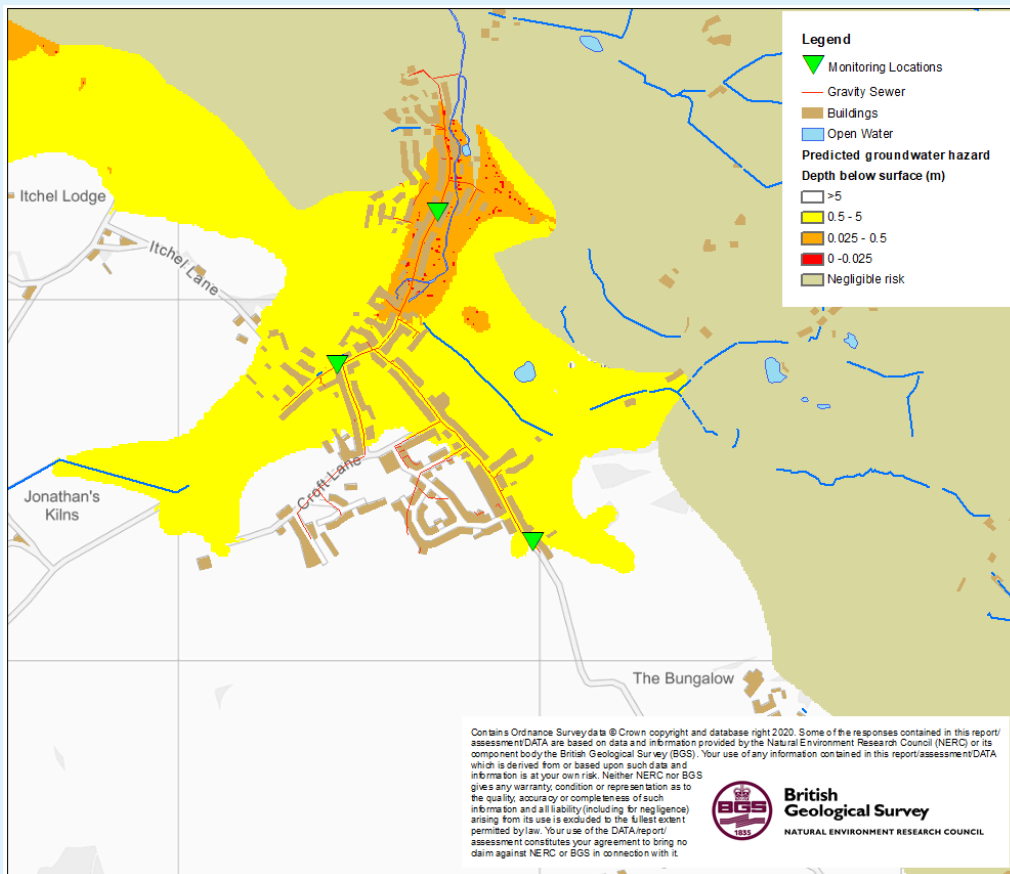 Legend
Monitoring Locations
Gravity Sewer
Buildings
Open Water
Predicted groundwater hazard
Depth below surface (m)
>5
0.5 - 5
0.025 - 0.5
0 -0.025
Negligible risk
Itchel Lodge
Itchel Lane
Jonathan's
Kilns
Croft Lane
The Bungalow
Contains Ordnance Survey data © Crown copyright and database right 2020. Some of the responses contained in this report/
assessment/DATA are based on data and information provided by the Natural Environment Research Council (NERC) or its
component body the British Geological Survey (BGS). Your use of any information contained in this report/assessment/DATA
which is derived from or based upon such data and
information is at your own risk. Neither NERC nor BGS
gives any warranty, condition or representation as to
the quality, accuracy or completeness of such
information and all liability (including for negligence)
arising from its use is excluded to the fullest extent
permitted by law. Your use of the DATA/report/
assessment constitutes your agreement to bring no
claim against NERC or BGS in connection with it.
BGS
1835
British
Geological Survey
NATURAL ENVIRONMENT RESEARCH COUNCIL